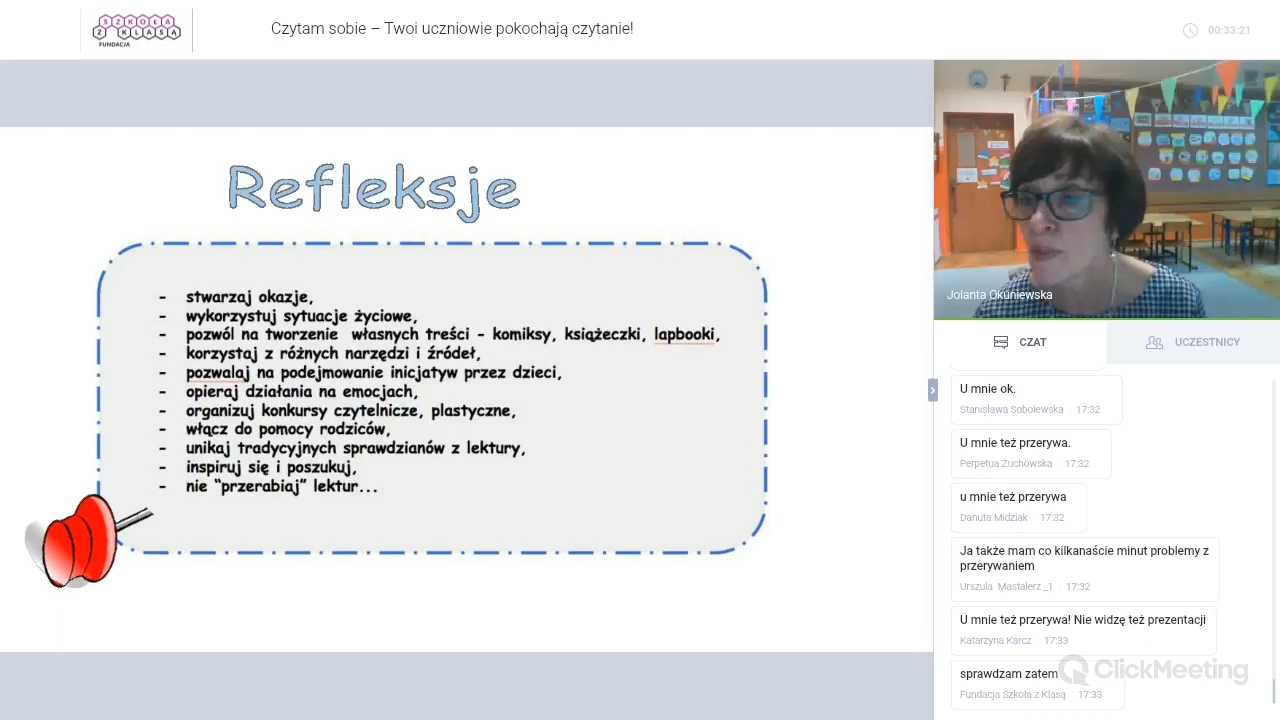 SZKOŁA
Z KLASĄ
FUNDACJA
Czytam sobie – Twoi uczniowie pokochają czytanie!
00:33:21
Refleksje
- stwarzaj okazje,
- wykorzystuj sytuacje życiowe,
- pozwól na tworzenie własnych treści - komiksy, książeczki, lapbooki,
- korzystaj z różnych narzędzi i źródeł,
- pozwalaj na podejmowanie inicjatyw przez dzieci,
- opieraj działania na emocjach,
- organizuj konkursy czytelnicze, plastyczne,
- włącz do pomocy rodziców,
- unikaj tradycyjnych sprawdzianów z lektury,
- inspiruj się i poszukuj,
- nie "przerabiaj" lektur...
Jolanta Okuniewska
CZAT
UCZESTNICY
U mnie ok.
Stanisława Sobolewska · 17:32
U mnie też przerywa.
Perpetua Żuchowska · 17:32
u mnie też przerywa
Danuta Midziak · 17:32
Ja także mam co kilkanaście minut problemy z
przerywaniem
Urszula Mastalerz _1 · 17:32
U mnie też przerywa! Nie widzę też prezentacji
Katarzyna Karcz · 17:33
sprawdzam zatem
Fundacja Szkoła z Klasą · 17:33
ClickMeeting